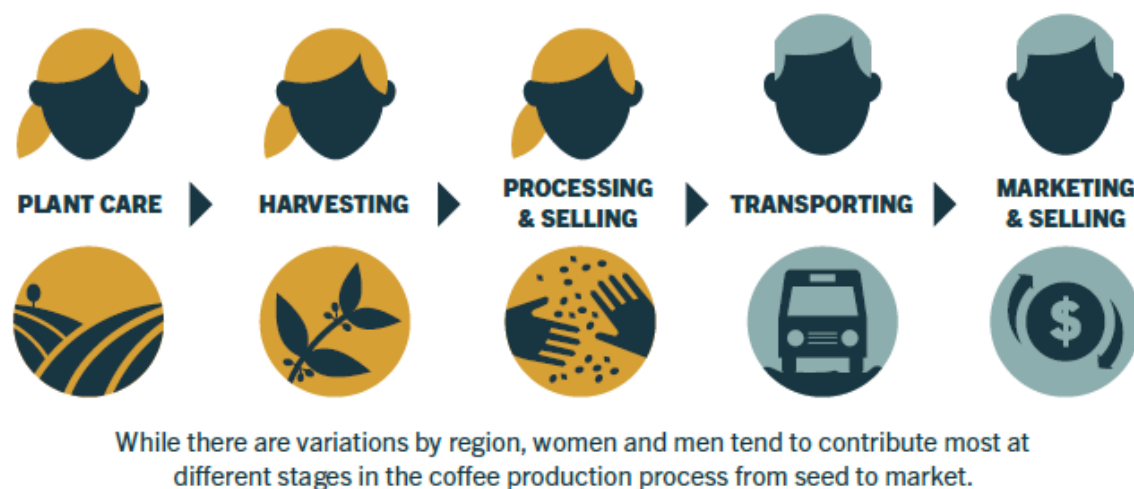 PLANT CARE
HARVESTING
PROCESSING
& SELLING
TRANSPORTING
MARKETING
& SELLING
$
While there are variations by region, women and men tend to contribute most at
different stages in the coffee production process from seed to market.